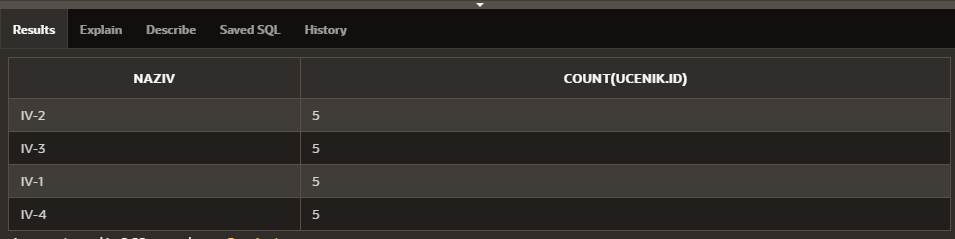 Results Explain Describe Saved SQL History
NAZIV COUNT(UCENIK.ID)
IV-2 5
IV-3 5
IV-1 5
IV-4 5